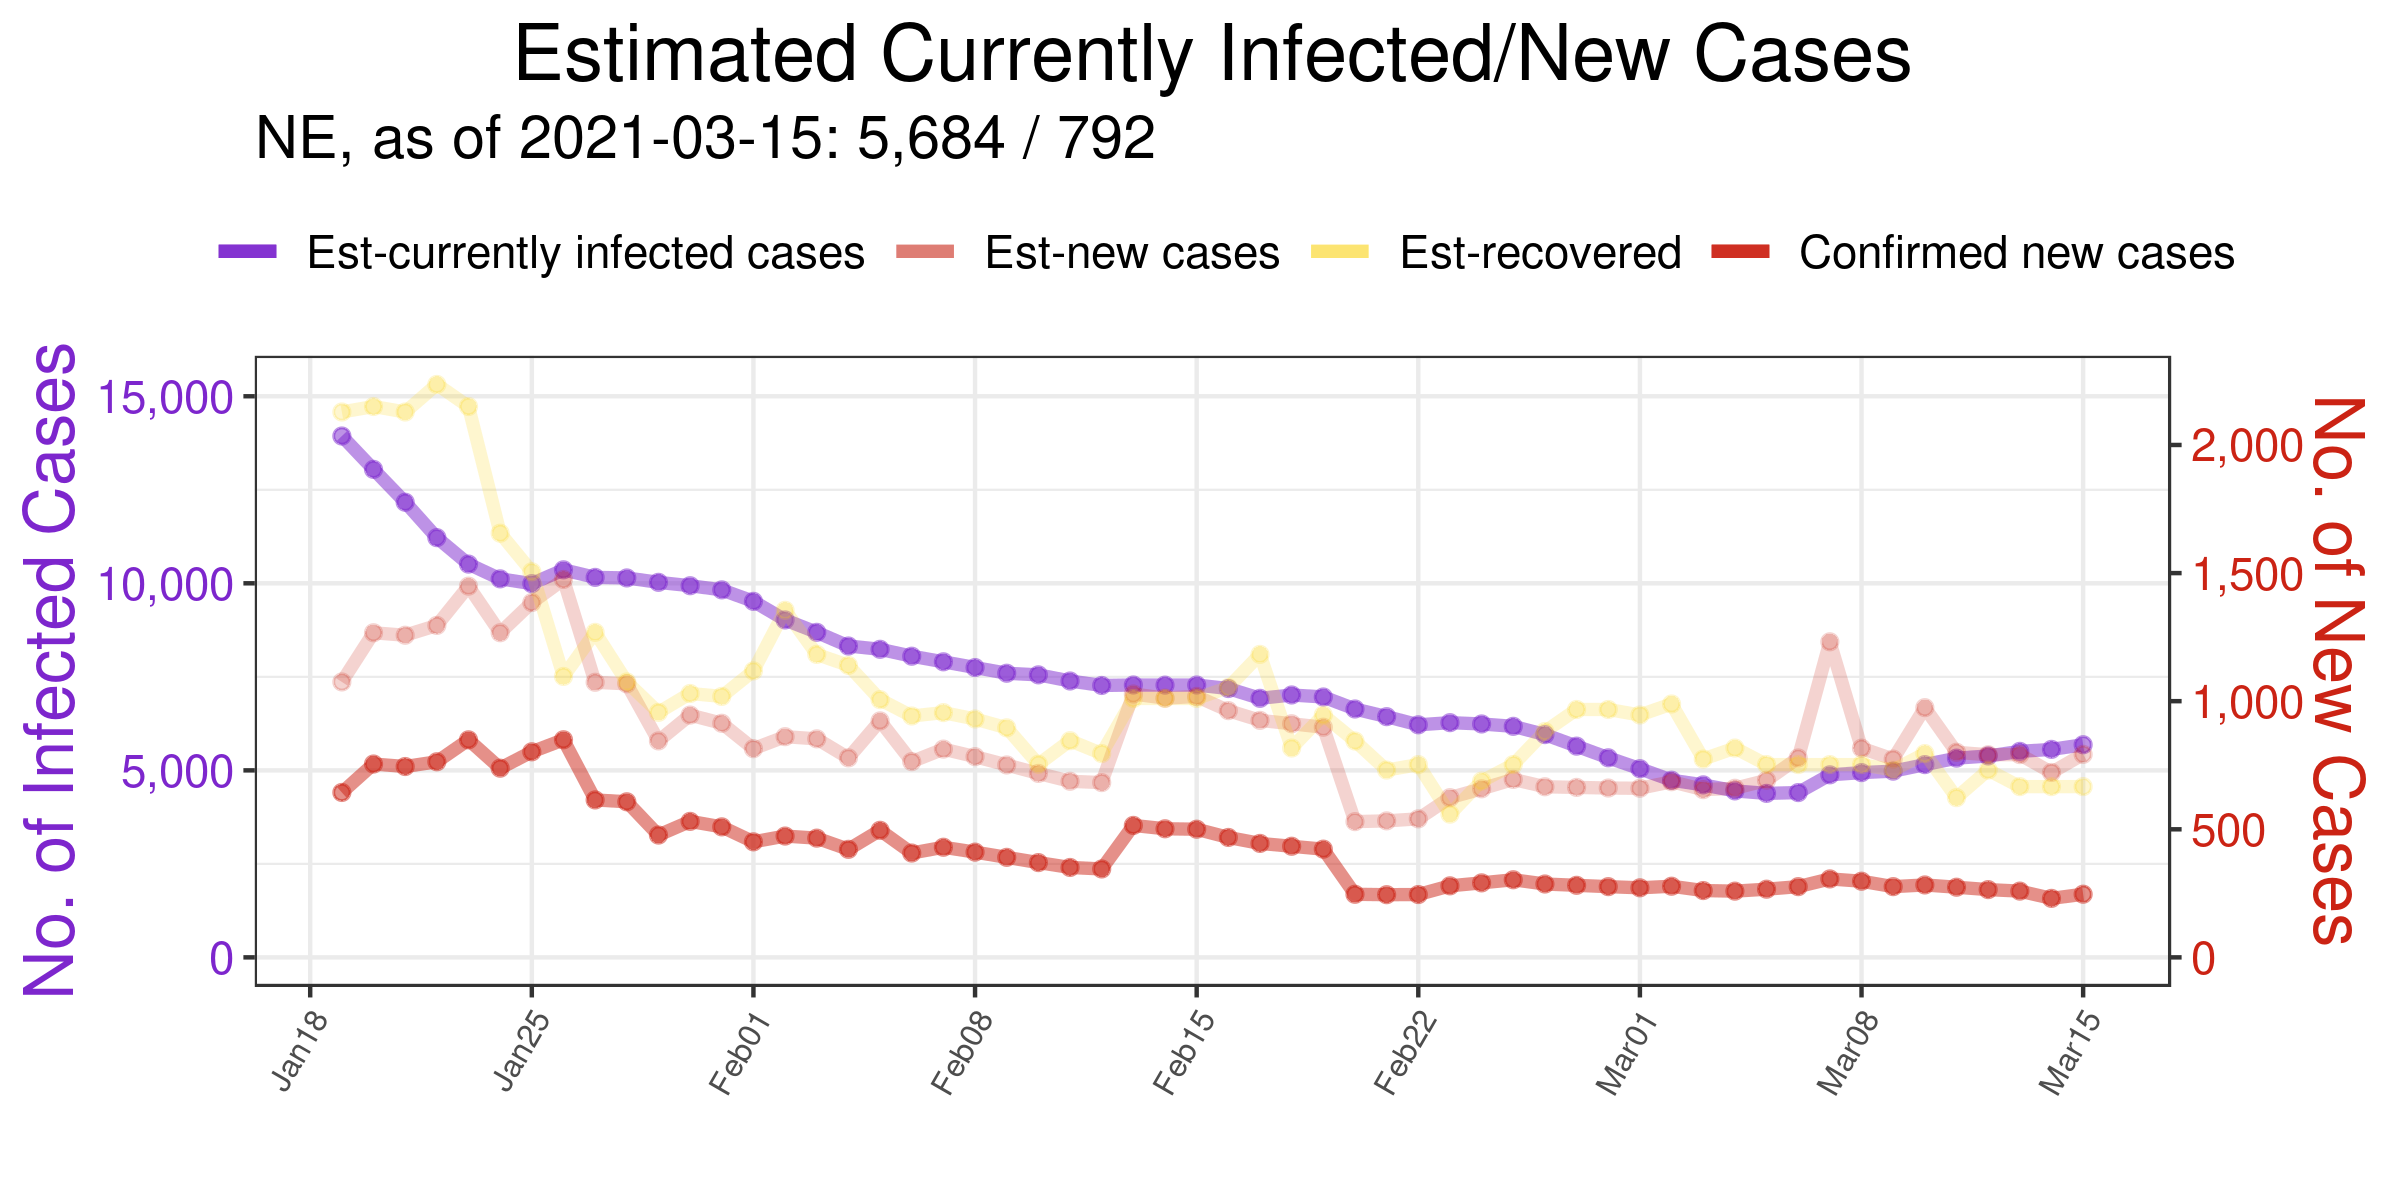 Estimated Currently Infected/New Cases
NE, as of 2021-03-15: 5,684 / 792
Est-currently infected cases Est-new cases Est-recovered Confirmed new cases
No. of Infected Cases
15,000
10,000
5,000
0
2,000
1,500
1,000
500
0
No. of New Cases
Jan18 Jan25 Feb01 Feb08 Feb15 Feb22 Mar01 Mar08 Mar15